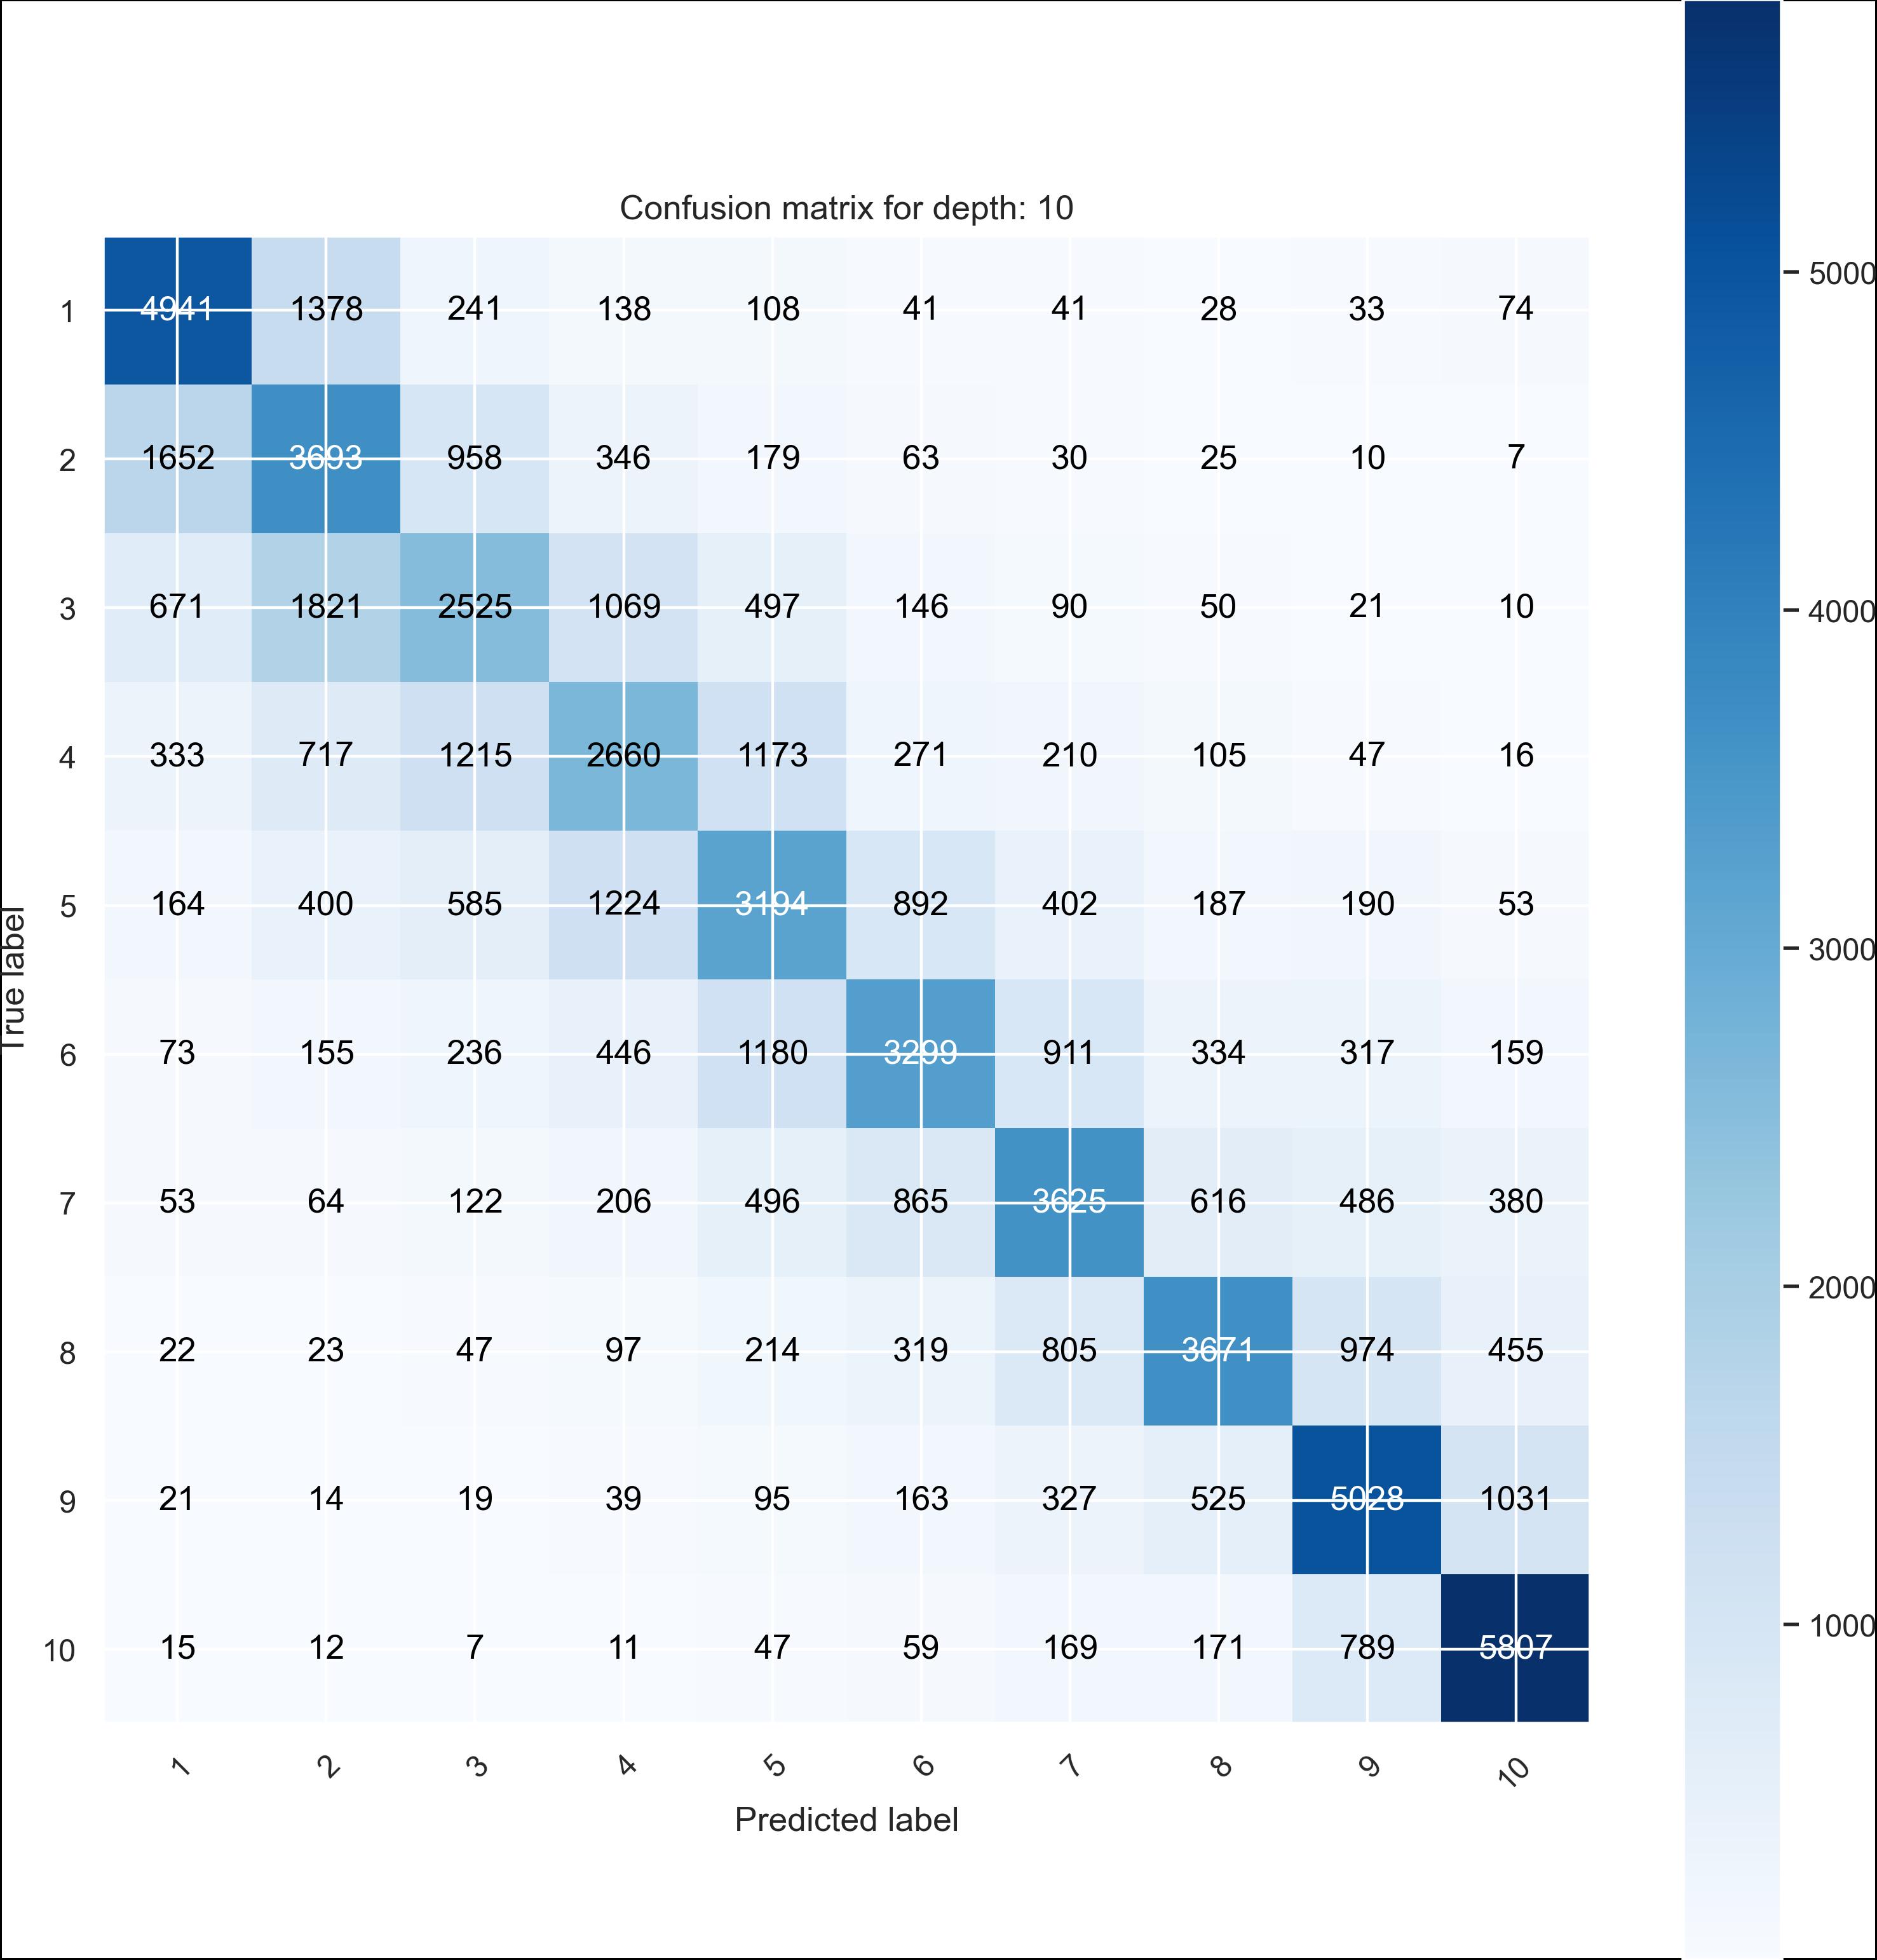 Confusion matrix for depth: 10
1 4941 1378 241 138 108 41 41 28 33 74
2 1652 3693 958 346 179 63 30 25 10 7
3 671 1821 2525 1069 497 146 90 50 21 10
4 333 717 1215 2660 1173 271 210 105 47 16
5 164 400 585 1224 3194 892 402 187 190 53
6 73 155 236 446 1180 3299 911 334 317 159
7 53 64 122 206 496 865 3625 616 486 380
8 22 23 47 97 214 319 805 3671 974 455
9 21 14 19 39 95 163 327 525 5028 1031
10 15 12 7 11 47 59 169 171 789 5807
1 2 3 4 5 6 7 8 9 10
Predicted label
True label
5000
4000
3000
2000
1000